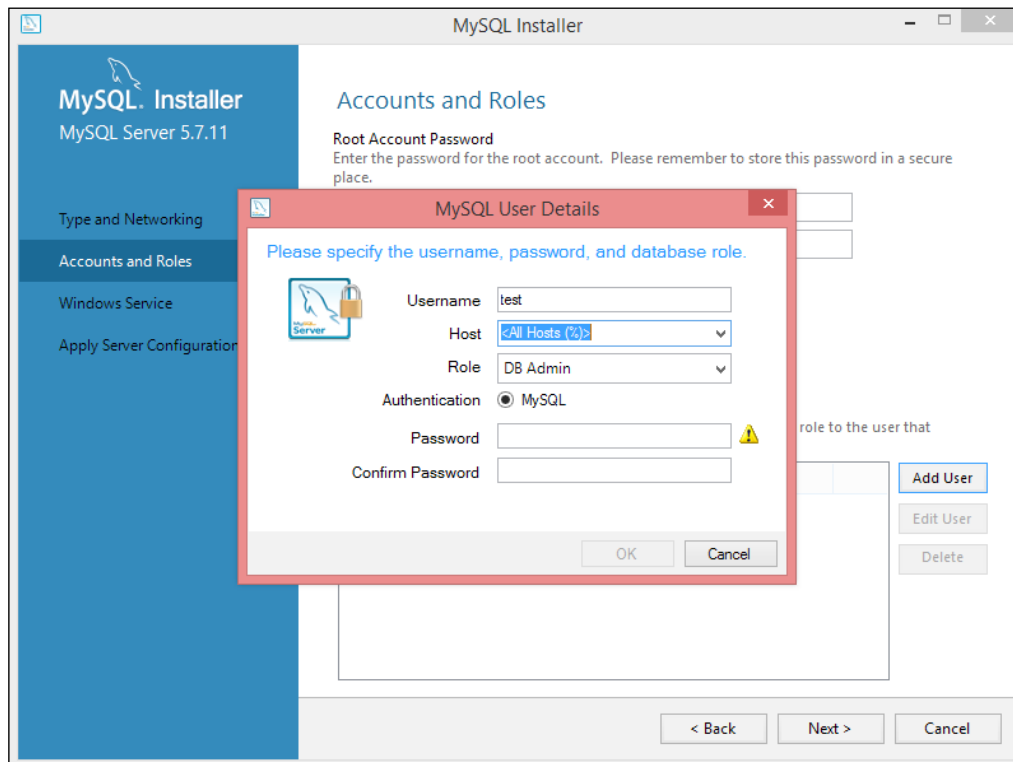 MySQL Installer
MySQL. Installer
MySQL Server 5.7.11
Type and Networking
Accounts and Roles
Windows Service
Apply Server Configuration
Accounts and Roles
Root Account Password
Enter the password for the root account. Please remember to store this password in a secure
place.
MySQL User Details
Please specify the username, password, and database role.
MySQL
Server
Username test
Host <All Hosts (%)>
Role DB Admin
Authentication MySQL
Password
Confirm Password
OK Cancel
role to the user that
Add User
Edit User
Delete
< Back Next > Cancel